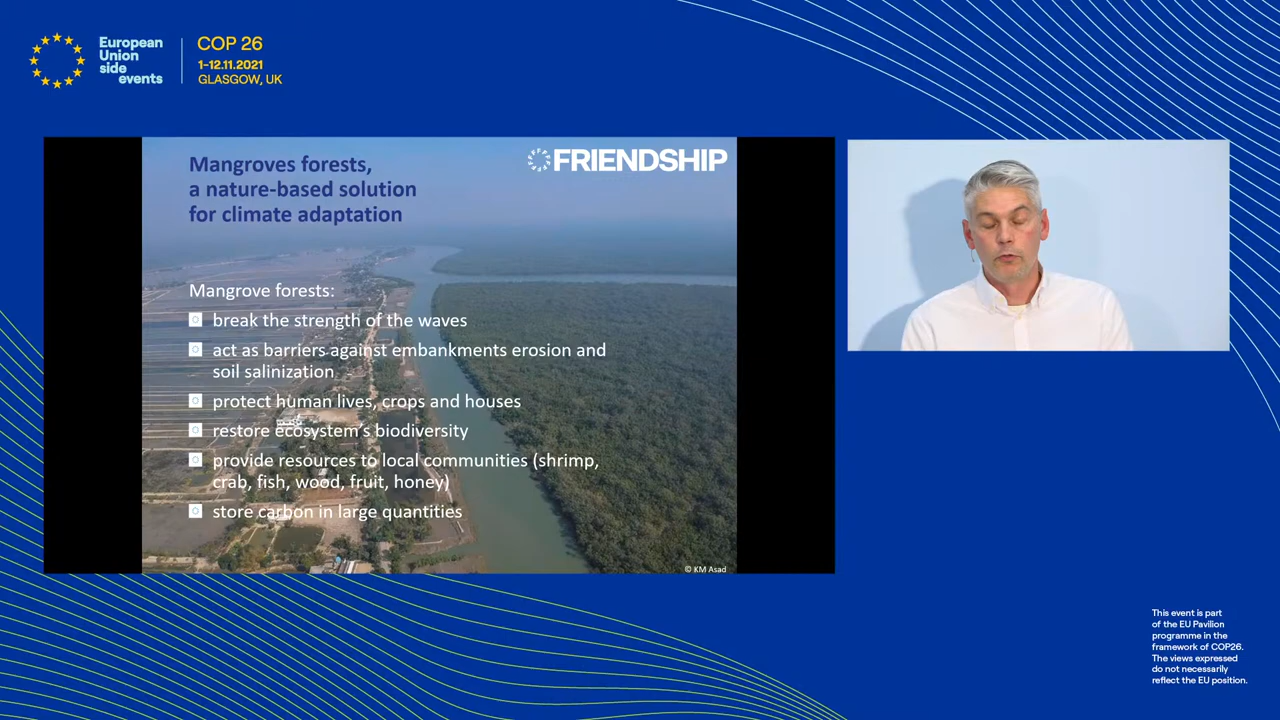 European
Union
side
events
COP 26
1-12.11.2021
GLASGOW, UK
Mangroves forests,
a nature-based solution
for climate adaptation
FRIENDSHIP
Mangrove forests:
break the strength of the waves
act as barriers against embankments erosion and
soil salinization
protect human lives, crops and houses
restore ecosystem's biodiversity
provide resources to local communities (shrimp,
crab, fish, wood, fruit, honey)
store carbon in large quantities
© KM Asad
This event is part
of the EU Pavilion
programme in the
framework of COP26.
The views expressed
do not necessarily
reflect the EU position.